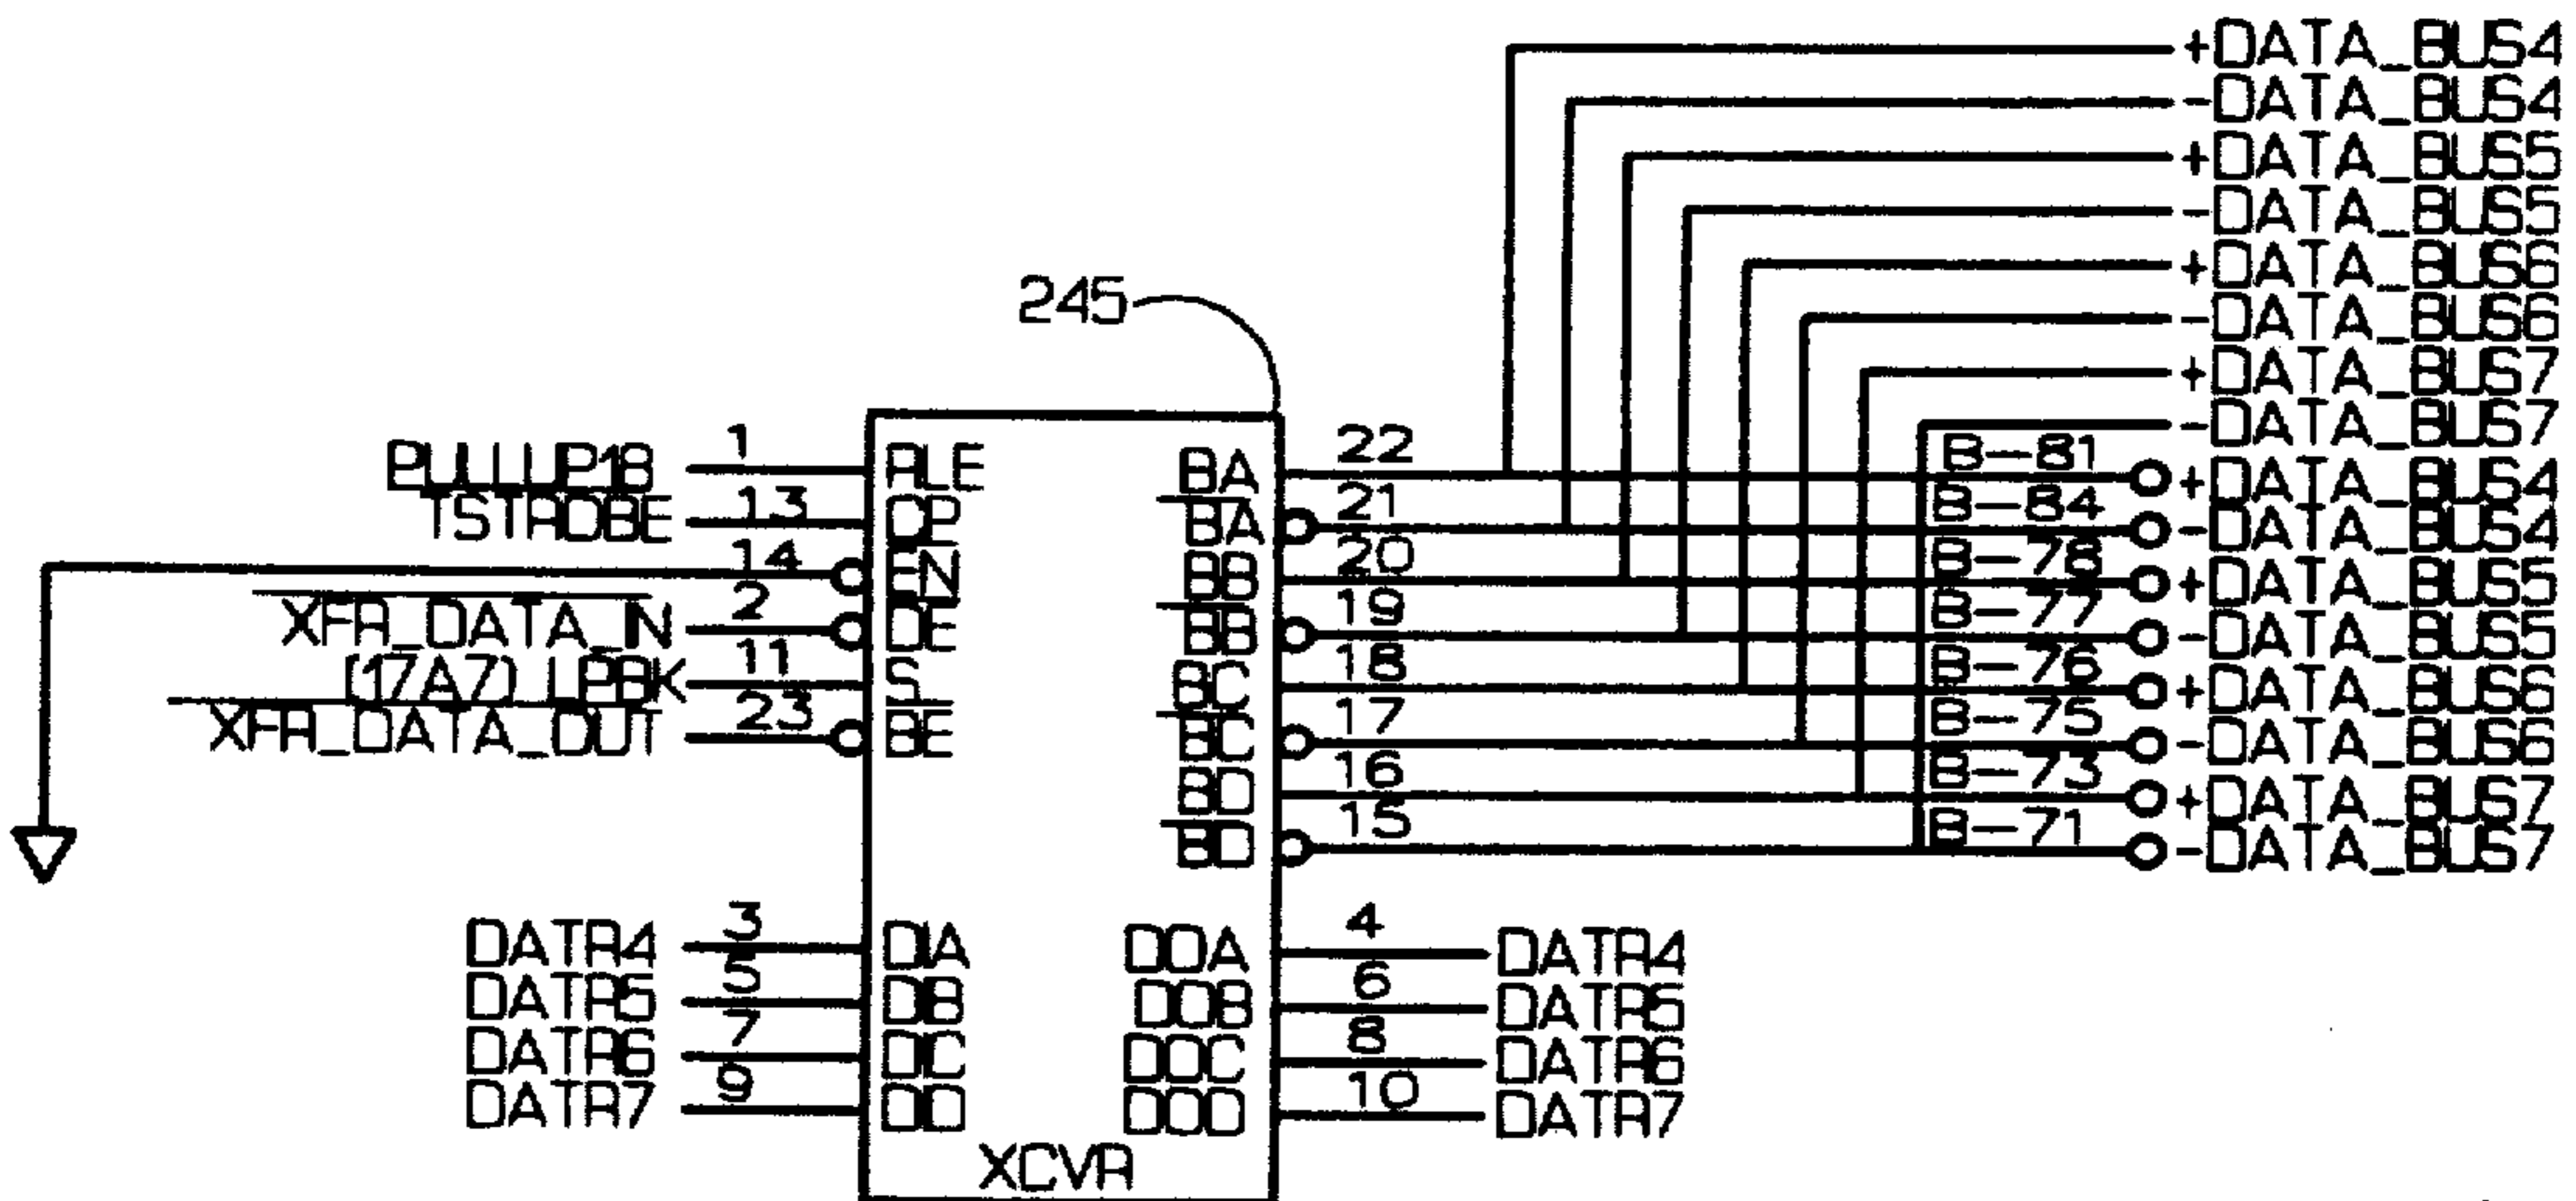 +DATA_BUS4
-DATA_BUS4
+DATA_BUS5
-DATA_BUS5
+DATA_BUS6
-DATA_BUS6
+DATA_BUS7
-DATA_BUS7
245
PULLUP18 1 RLE
TSTROBE 13 CP
14 EN
XFR_DATA_IN 2 DE
(17A7) LPBK 11 S
XFR_DATA_OUT 23 BE
BA 22 B-81 +DATA_BUS4
BA 21 B-84 -DATA_BUS4
BB 20 B-78 +DATA_BUS5
BB 19 B-77 -DATA_BUS5
BC 18 B-76 +DATA_BUS6
BC 17 B-75 -DATA_BUS6
BD 16 B-73 +DATA_BUS7
BD 15 B-71 -DATA_BUS7
DATR4 3 DIA
DATR5 5 DIB
DATR6 7 DIC
DATR7 9 DID
DOA 4 DATR4
DOB 6 DATR5
DOC 8 DATR6
DOD 10 DATR7
XCVR